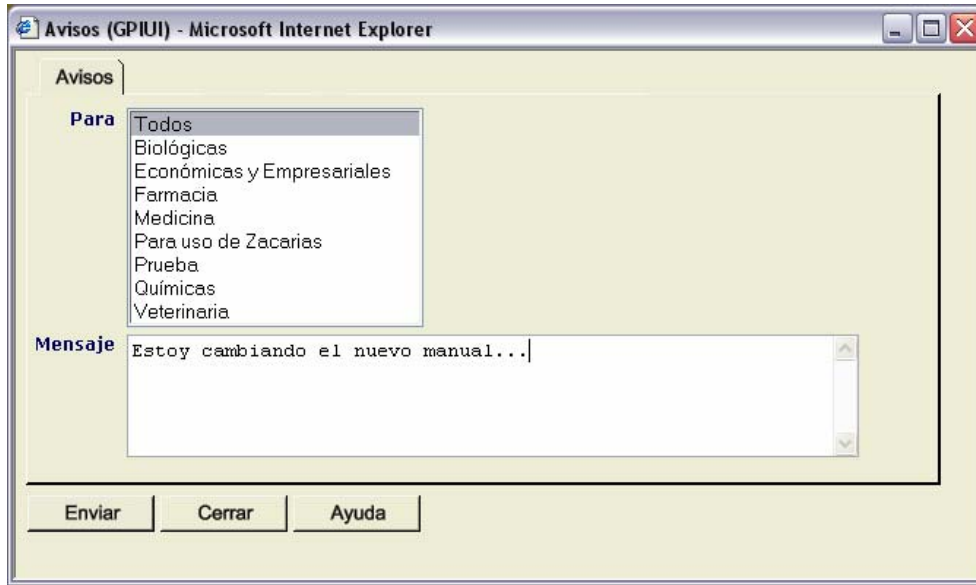 Avisos (GPIUI) - Microsoft Internet Explorer
Avisos
Para
Todos
Biológicas
Económicas y Empresariales
Farmacia
Medicina
Para uso de Zacarias
Prueba
Químicas
Veterinaria
Mensaje
Estoy cambiando el nuevo manual...
Enviar Cerrar Ayuda